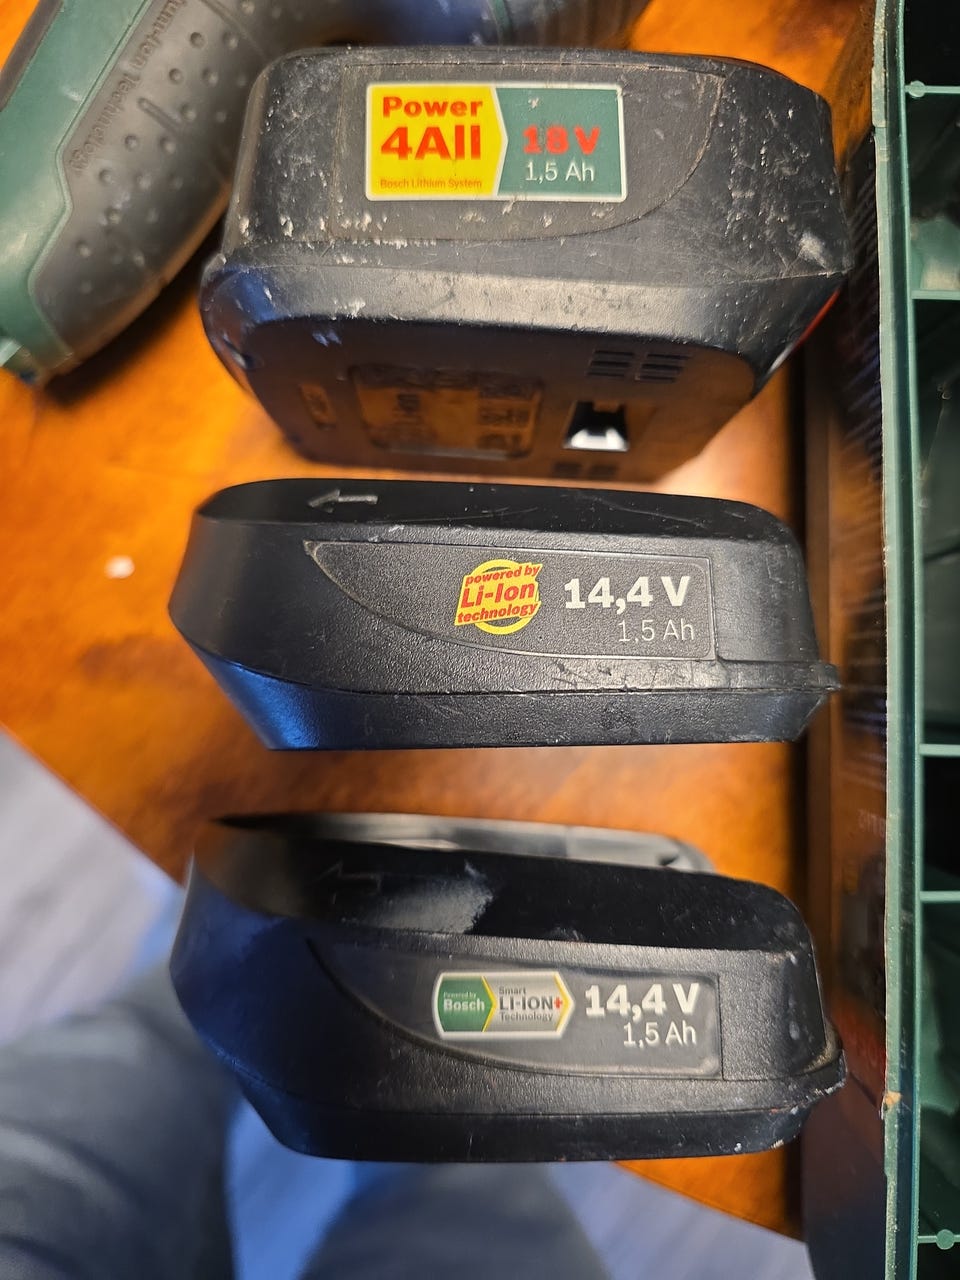 Power
4All
Bosch Lithium System
18 V
1,5 Ah
powered by
Li-Ion
technology
14,4 V
1,5 Ah
Powered by
Bosch
Smart
LI-ION+
Technology
14,4 V
1,5 Ah